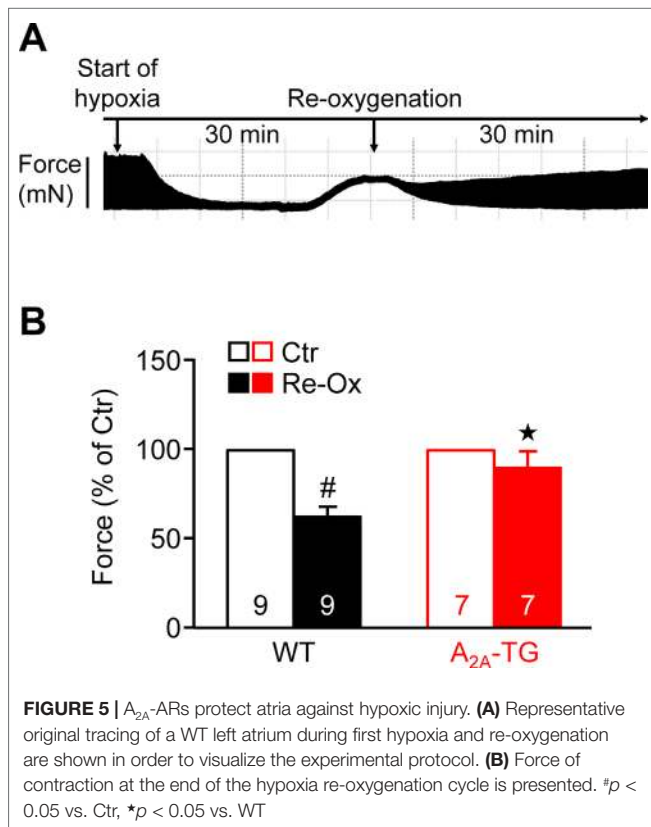 A
Start of
hypoxia
Re-oxygenation
30 min
30 min
Force
(mN)
B
Ctr
Re-Ox
Force (% of Ctr)
150
100
50
0
#
★
9
9
7
7
WT
A2A-TG
FIGURE 5 | A2A-ARs protect atria against hypoxic injury. (A) Representative
original tracing of a WT left atrium during first hypoxia and re-oxygenation
are shown in order to visualize the experimental protocol. (B) Force of
contraction at the end of the hypoxia re-oxygenation cycle is presented. #p <
0.05 vs. Ctr, ★p < 0.05 vs. WT